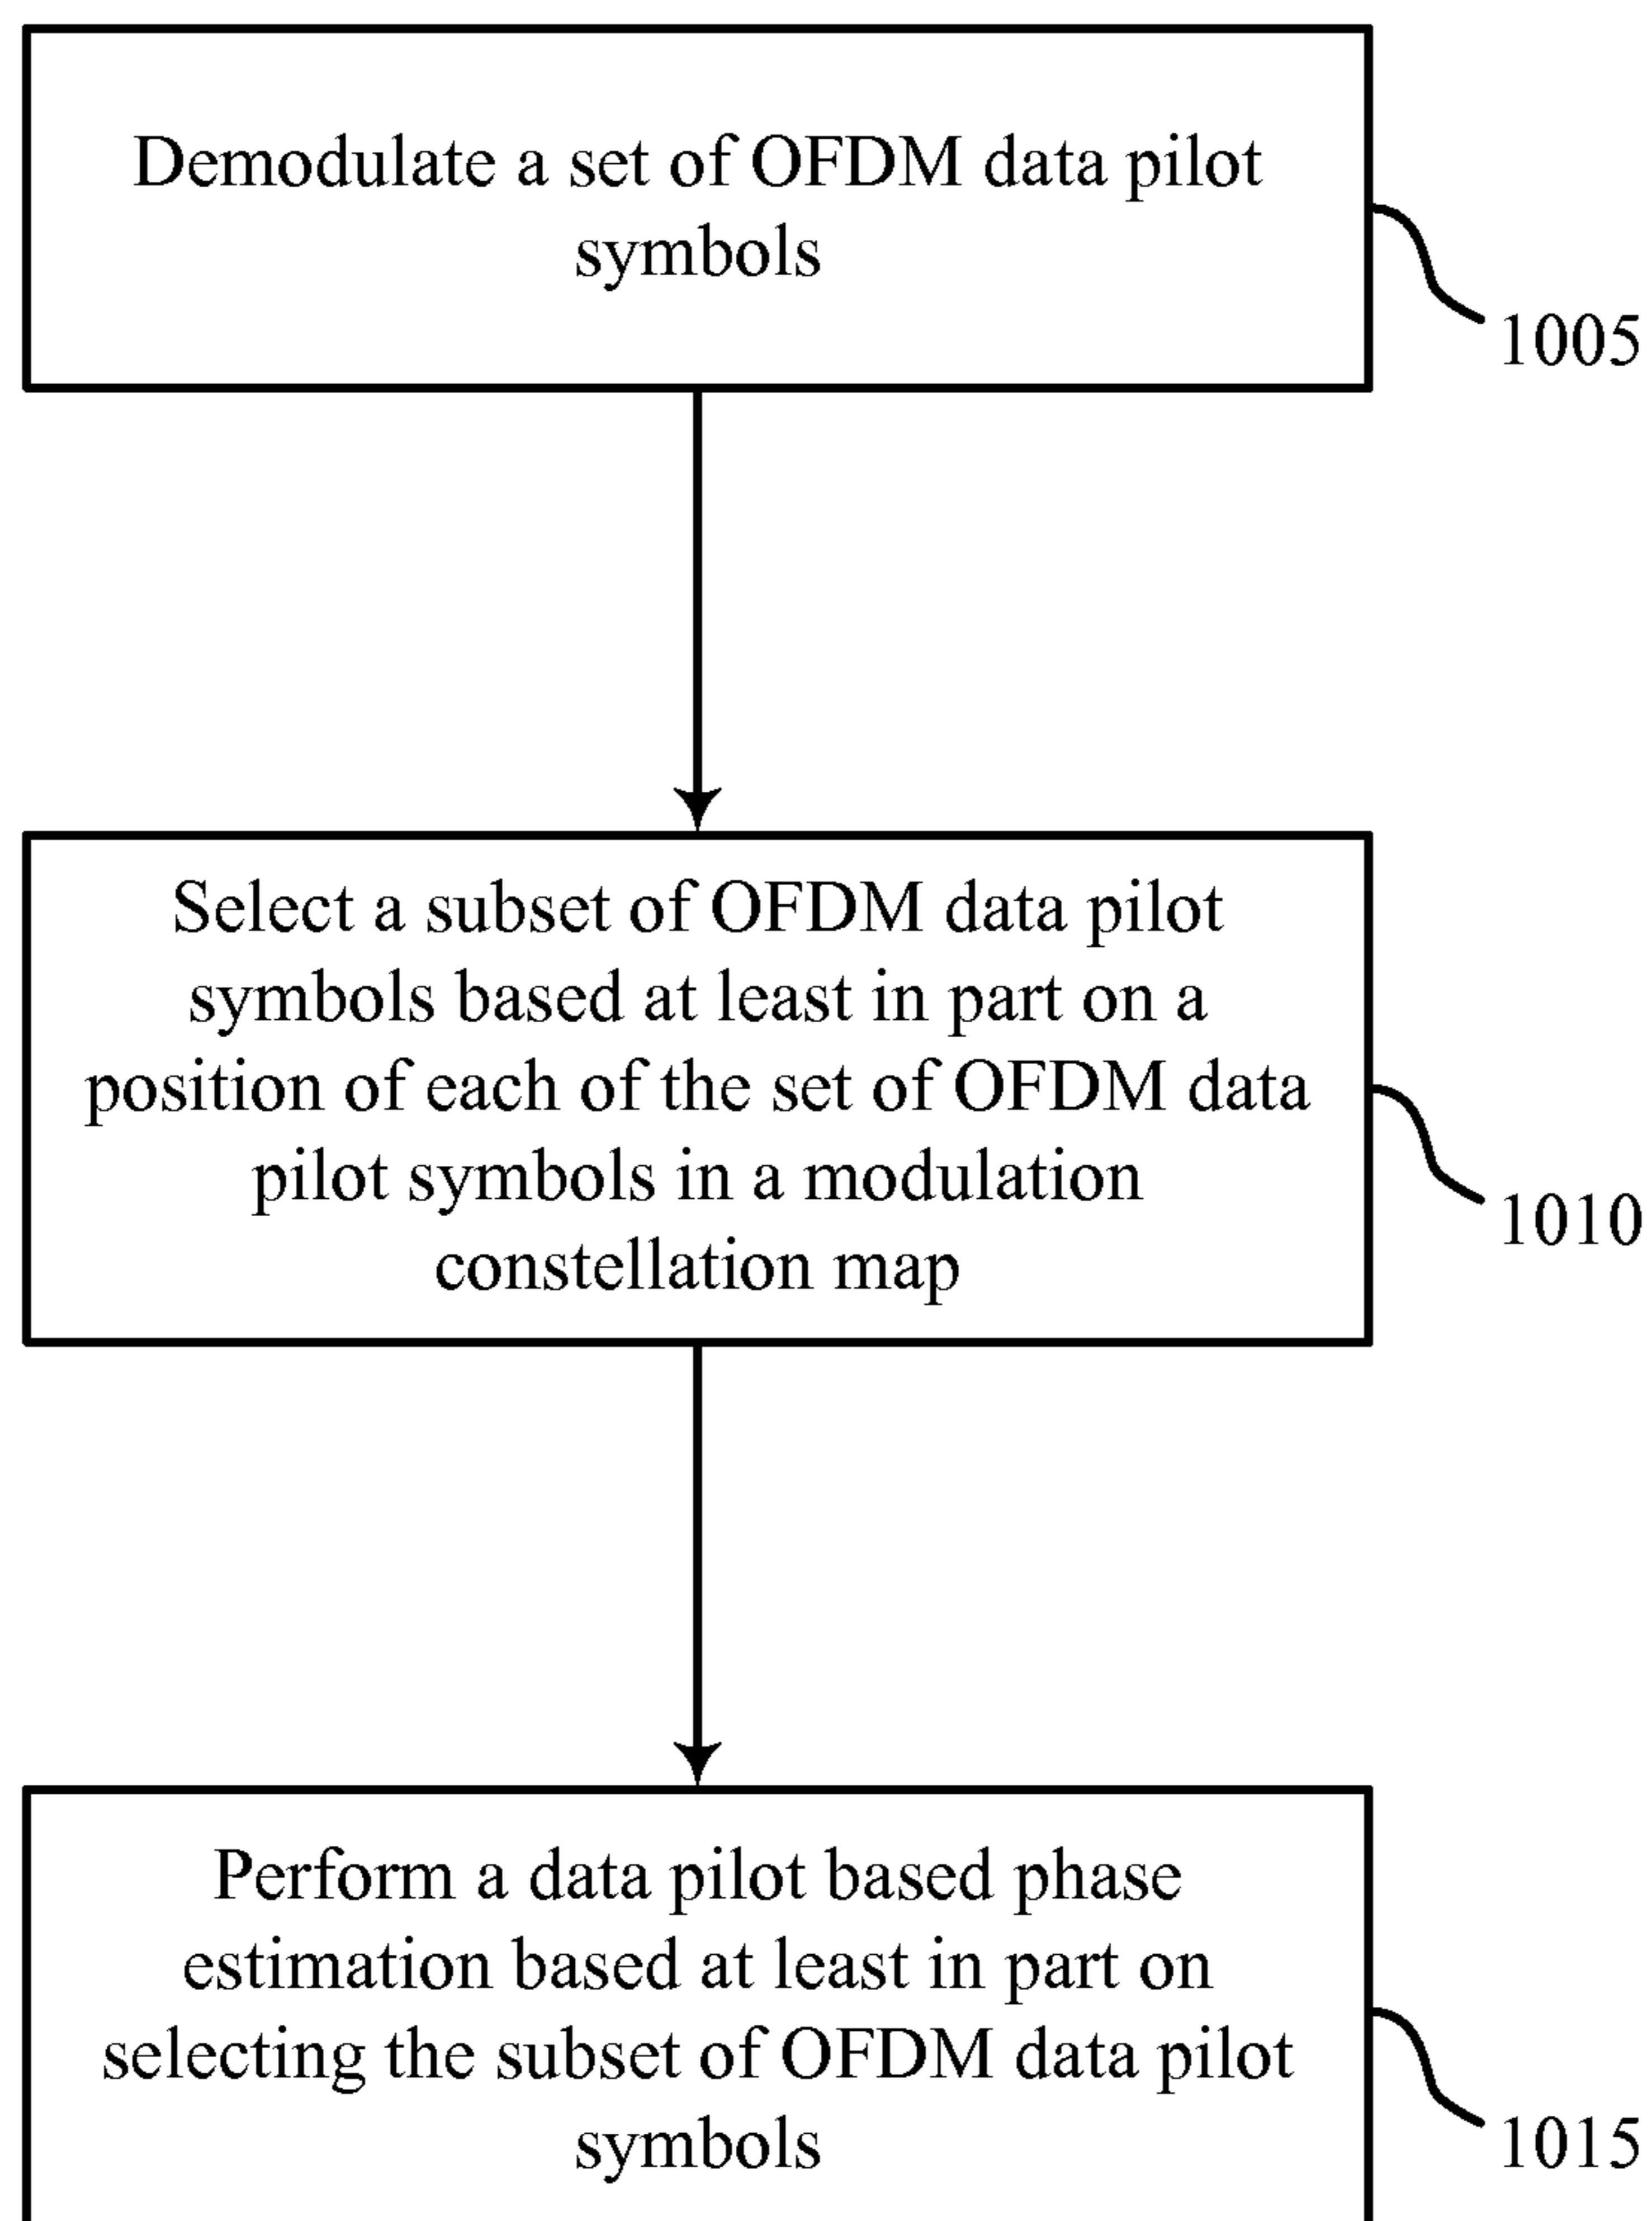 Demodulate a set of OFDM data pilot
symbols
1005
Select a subset of OFDM data pilot
symbols based at least in part on a
position of each of the set of OFDM data
pilot symbols in a modulation
constellation map
1010
Perform a data pilot based phase
estimation based at least in part on
selecting the subset of OFDM data pilot
symbols
1015